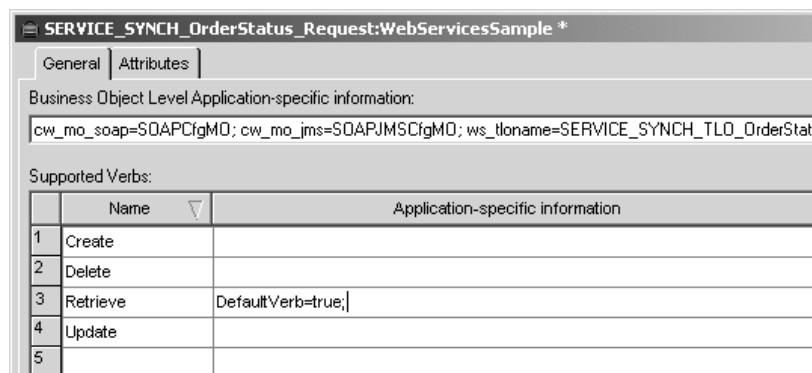 SERVICE_SYNCH_OrderStatus_Request:WebServicesSample *
General Attributes
Business Object Level Application-specific information:
cw_mo_soap=SOAPCfgMO; cw_mo_jms=SOAPJMSCfgMO; ws_tloname=SERVICE_SYNCH_TLO_OrderStat
Supported Verbs:
Name Application-specific information
1 Create
2 Delete
3 Retrieve DefaultVerb=true;
4 Update
5